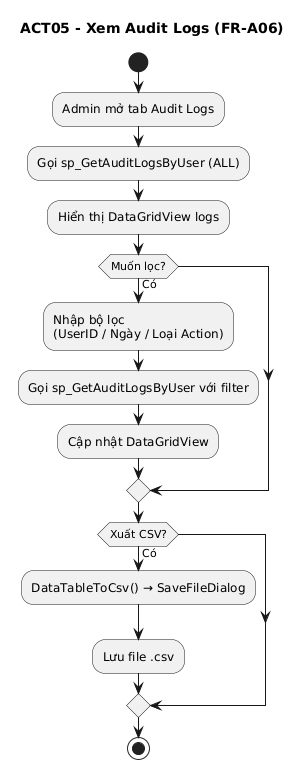 ACT05 - Xem Audit Logs (FR-A06)
Admin mở tab Audit Logs
Gọi sp_GetAuditLogsByUser (ALL)
Hiển thị DataGridView logs
Muốn lọc?
Có
Nhập bộ lọc
(UserID / Ngày / Loại Action)
Gọi sp_GetAuditLogsByUser với filter
Cập nhật DataGridView
Xuất CSV?
Có
DataTableToCsv() → SaveFileDialog
Lưu file .csv